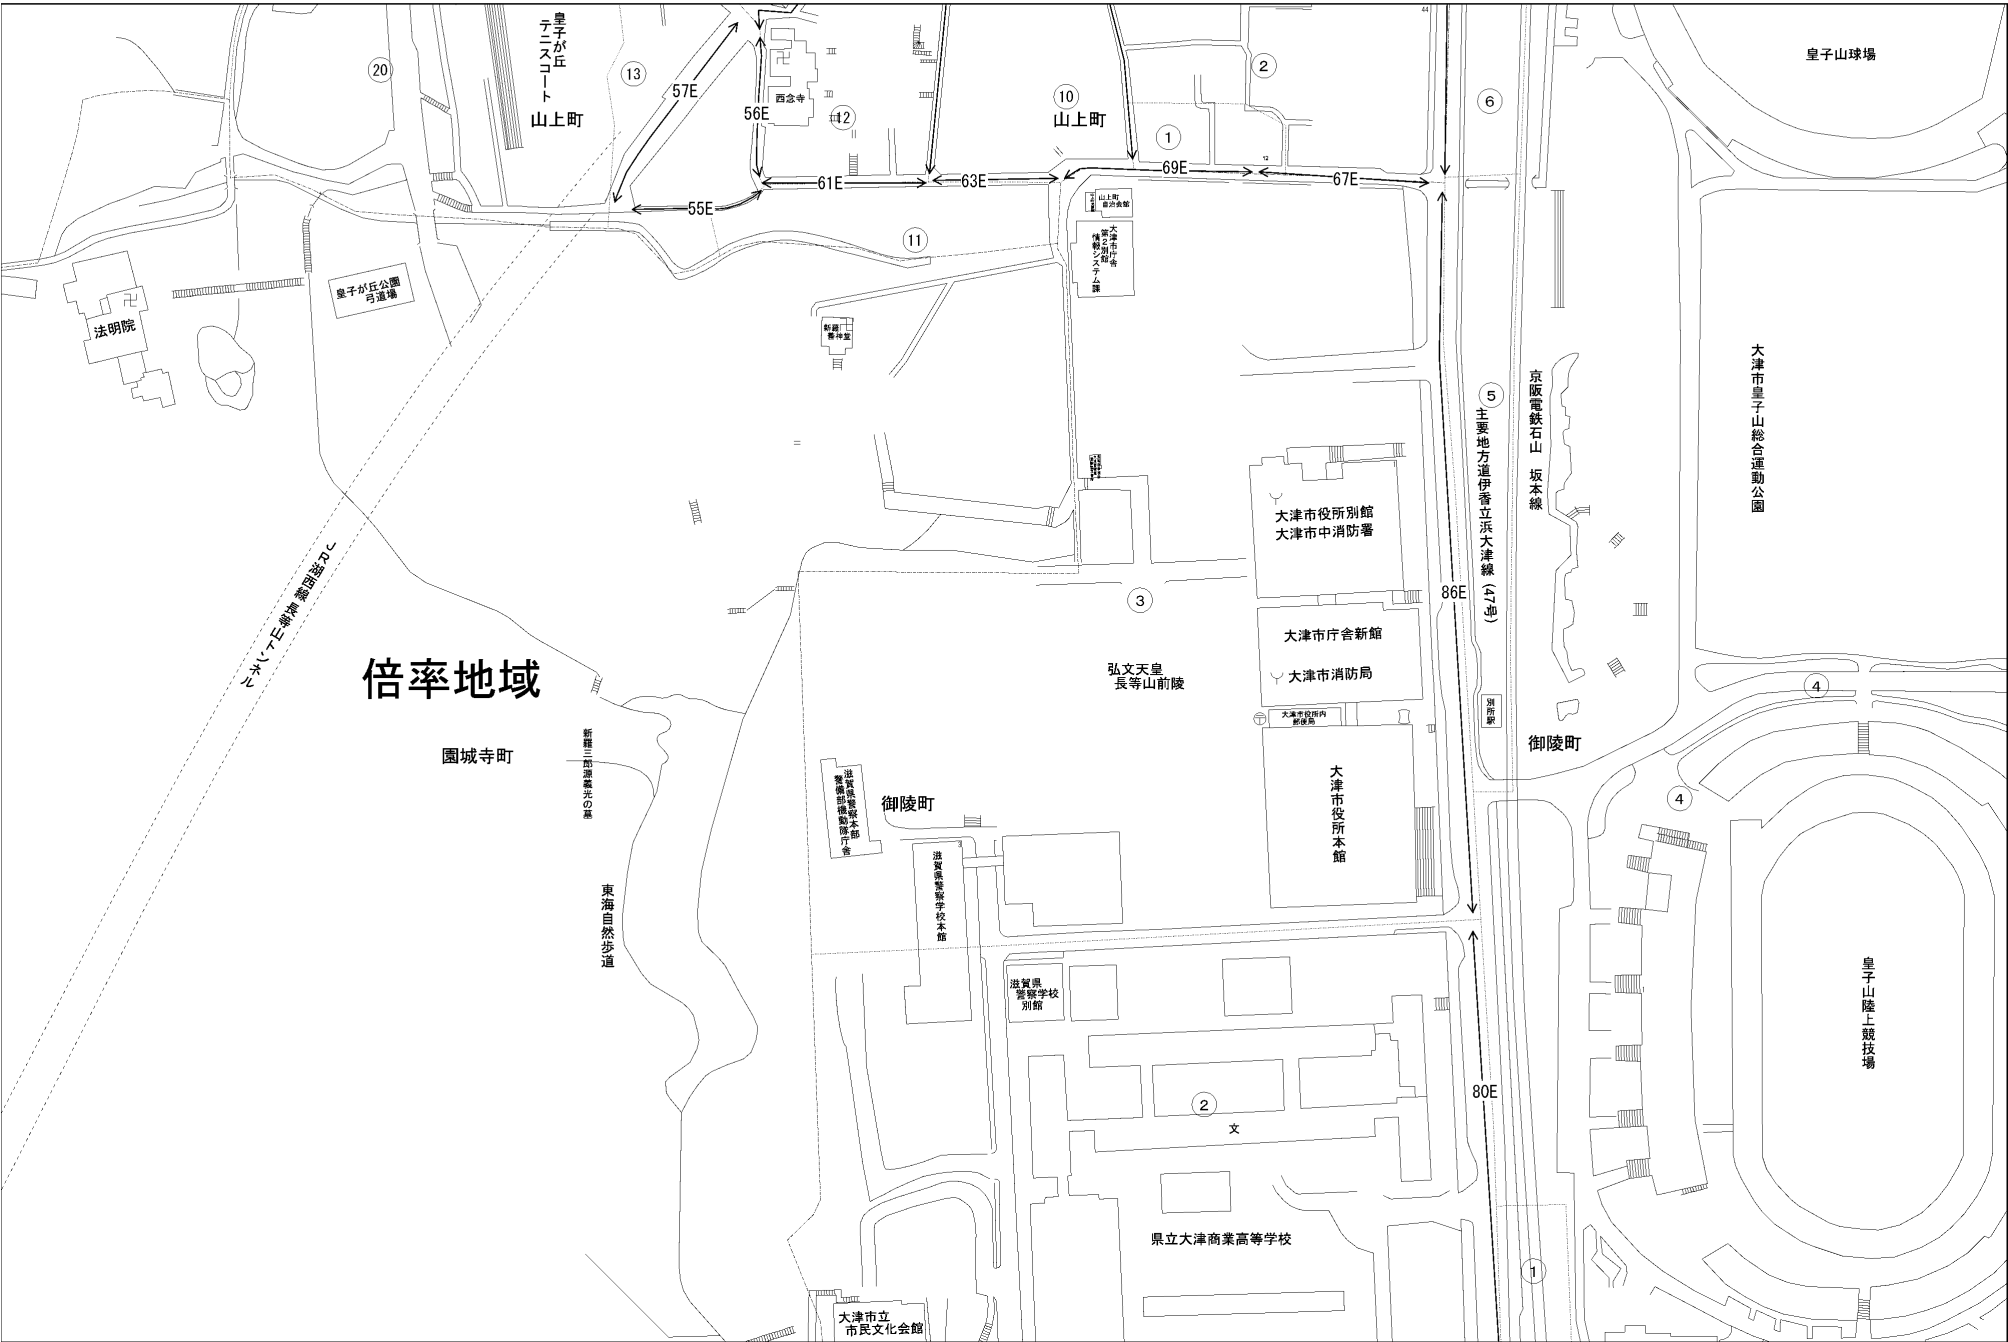 44
皇子が丘
テニスコート
山上町
⑳
⑬
57E
56E
西念寺
⑫
⑩
山上町
②
①
12
⑥
皇子山球場
55E
61E
63E
69E
67E
⑪
山上町
自治会館
大津市庁舎
第2別館
情報システム課
皇子が丘公園
弓道場
法明院
新羅
善神堂
⑤
主要地方道伊香立浜大津線(47号)
京阪電鉄石山 坂本線
大津市皇子山総合運動公園
大津市役所別館
大津市中消防署
86E
JR湖西線 長等山トンネル
③
大津市庁舎新館
大津市消防局
弘文天皇
長等山前陵
倍率地域
園城寺町
新羅三郎源義光の墓
大津市役所内
郵便局
別所駅
御陵町
④
④
大津市役所本館
滋賀県警察本部
警備部機動隊庁舎
御陵町
3
滋賀県警察学校本館
東海自然歩道
滋賀県
警察学校
別館
皇子山陸上競技場
80E
②
文
県立大津商業高等学校
①
大津市立
市民文化会館